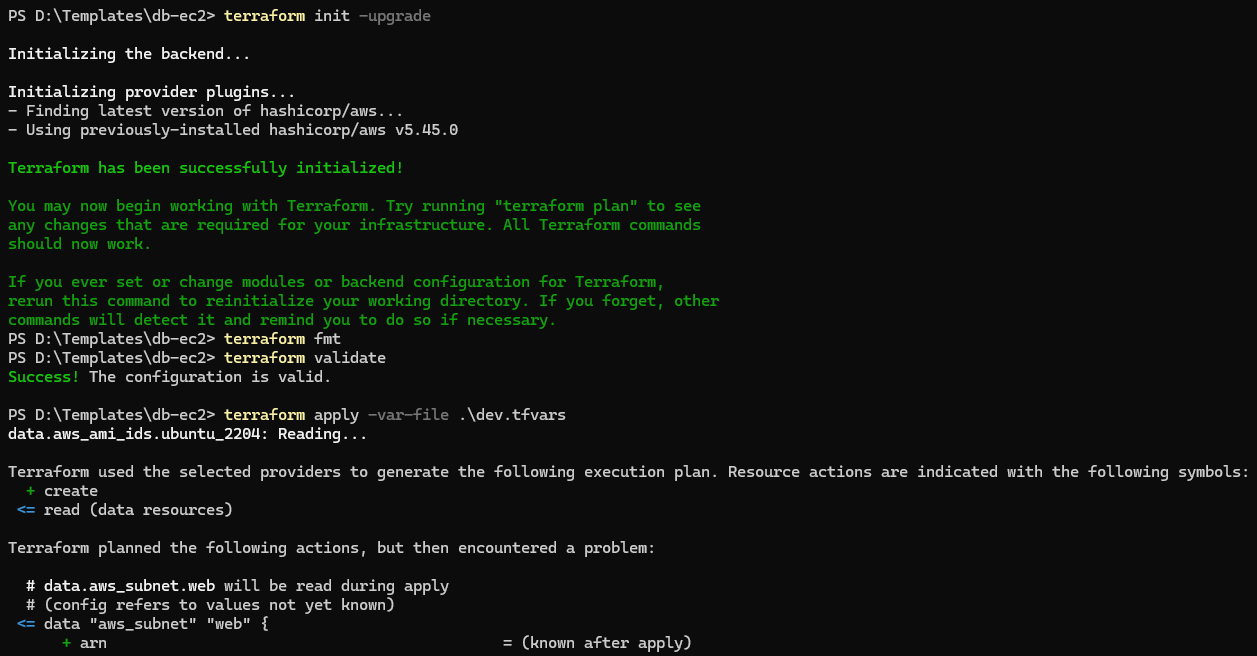 PS D:\Templates\db-ec2> terraform init -upgrade
Initializing the backend...
Initializing provider plugins...
- Finding latest version of hashicorp/aws...
- Using previously-installed hashicorp/aws v5.45.0
Terraform has been successfully initialized!
You may now begin working with Terraform. Try running "terraform plan" to see
any changes that are required for your infrastructure. All Terraform commands
should now work.
If you ever set or change modules or backend configuration for Terraform,
rerun this command to reinitialize your working directory. If you forget, other
commands will detect it and remind you to do so if necessary.
PS D:\Templates\db-ec2> terraform fmt
PS D:\Templates\db-ec2> terraform validate
Success! The configuration is valid.
PS D:\Templates\db-ec2> terraform apply -var-file .\dev.tfvars
data.aws_ami_ids.ubuntu_2204: Reading...
Terraform used the selected providers to generate the following execution plan. Resource actions are indicated with the following symbols:
+ create
<= read (data resources)
Terraform planned the following actions, but then encountered a problem:
# data.aws_subnet.web will be read during apply
# (config refers to values not yet known)
<= data "aws_subnet" "web" {
+ arn = (known after apply)